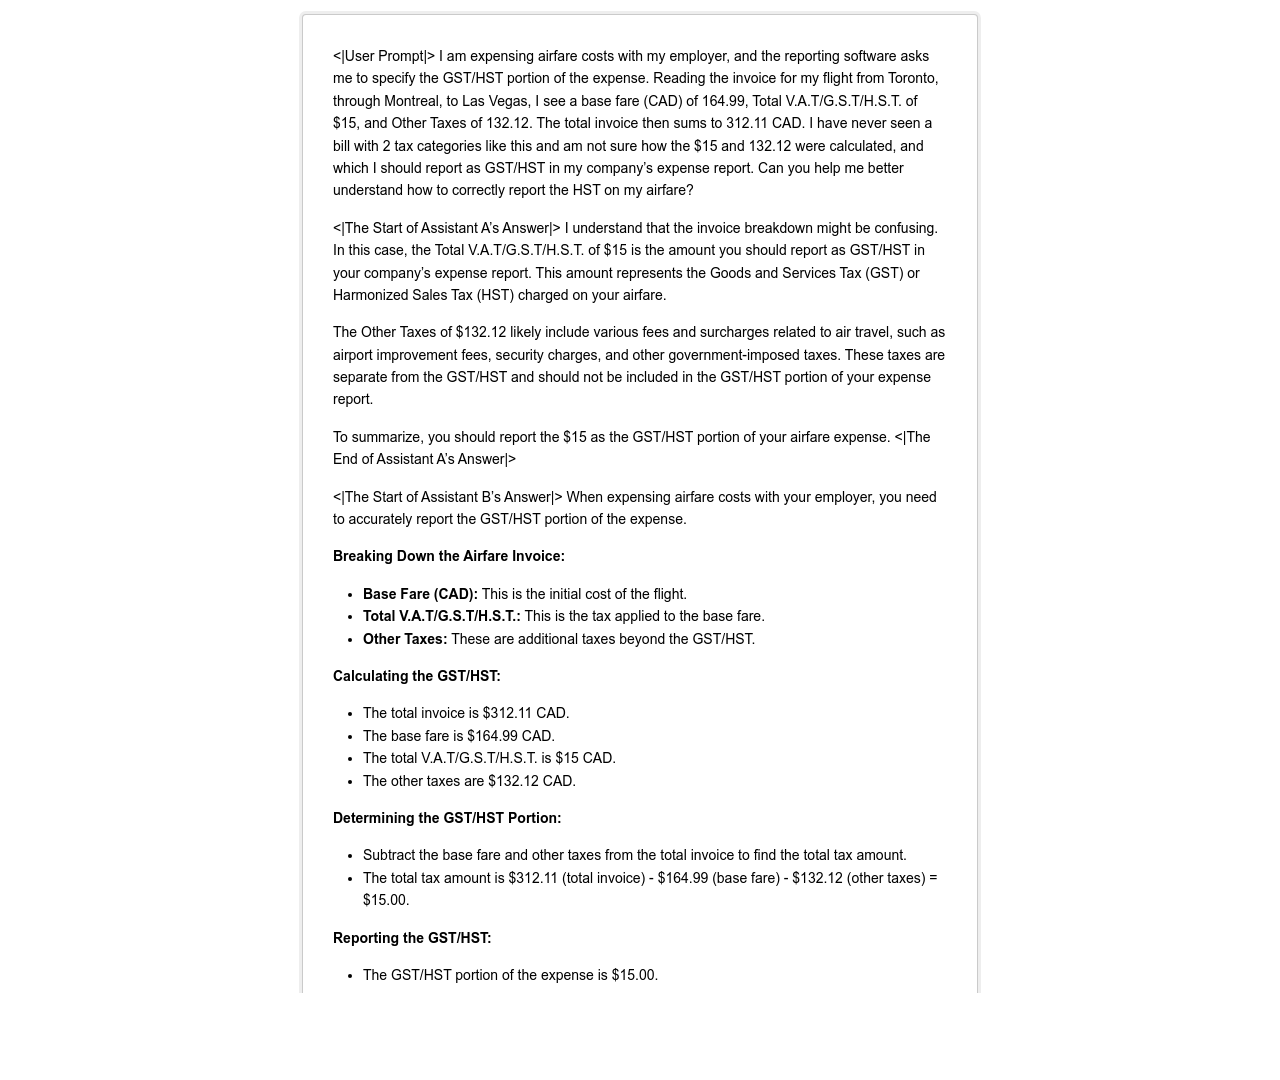 <|User Prompt|> I am expensing airfare costs with my employer, and the reporting software asks
me to specify the GST/HST portion of the expense. Reading the invoice for my flight from Toronto,
through Montreal, to Las Vegas, I see a base fare (CAD) of 164.99, Total V.A.T/G.S.T/H.S.T. of
$15, and Other Taxes of 132.12. The total invoice then sums to 312.11 CAD. I have never seen a
bill with 2 tax categories like this and am not sure how the $15 and 132.12 were calculated, and
which I should report as GST/HST in my company’s expense report. Can you help me better
understand how to correctly report the HST on my airfare?
<|The Start of Assistant A’s Answer|> I understand that the invoice breakdown might be confusing.
In this case, the Total V.A.T/G.S.T/H.S.T. of $15 is the amount you should report as GST/HST in
your company’s expense report. This amount represents the Goods and Services Tax (GST) or
Harmonized Sales Tax (HST) charged on your airfare.
The Other Taxes of $132.12 likely include various fees and surcharges related to air travel, such as
airport improvement fees, security charges, and other government-imposed taxes. These taxes are
separate from the GST/HST and should not be included in the GST/HST portion of your expense
report.
To summarize, you should report the $15 as the GST/HST portion of your airfare expense. <|The
End of Assistant A’s Answer|>
<|The Start of Assistant B’s Answer|> When expensing airfare costs with your employer, you need
to accurately report the GST/HST portion of the expense.
Breaking Down the Airfare Invoice:
• Base Fare (CAD): This is the initial cost of the flight.
• Total V.A.T/G.S.T/H.S.T.: This is the tax applied to the base fare.
• Other Taxes: These are additional taxes beyond the GST/HST.
Calculating the GST/HST:
• The total invoice is $312.11 CAD.
• The base fare is $164.99 CAD.
• The total V.A.T/G.S.T/H.S.T. is $15 CAD.
• The other taxes are $132.12 CAD.
Determining the GST/HST Portion:
• Subtract the base fare and other taxes from the total invoice to find the total tax amount.
• The total tax amount is $312.11 (total invoice) - $164.99 (base fare) - $132.12 (other taxes) =
$15.00.
Reporting the GST/HST:
• The GST/HST portion of the expense is $15.00.